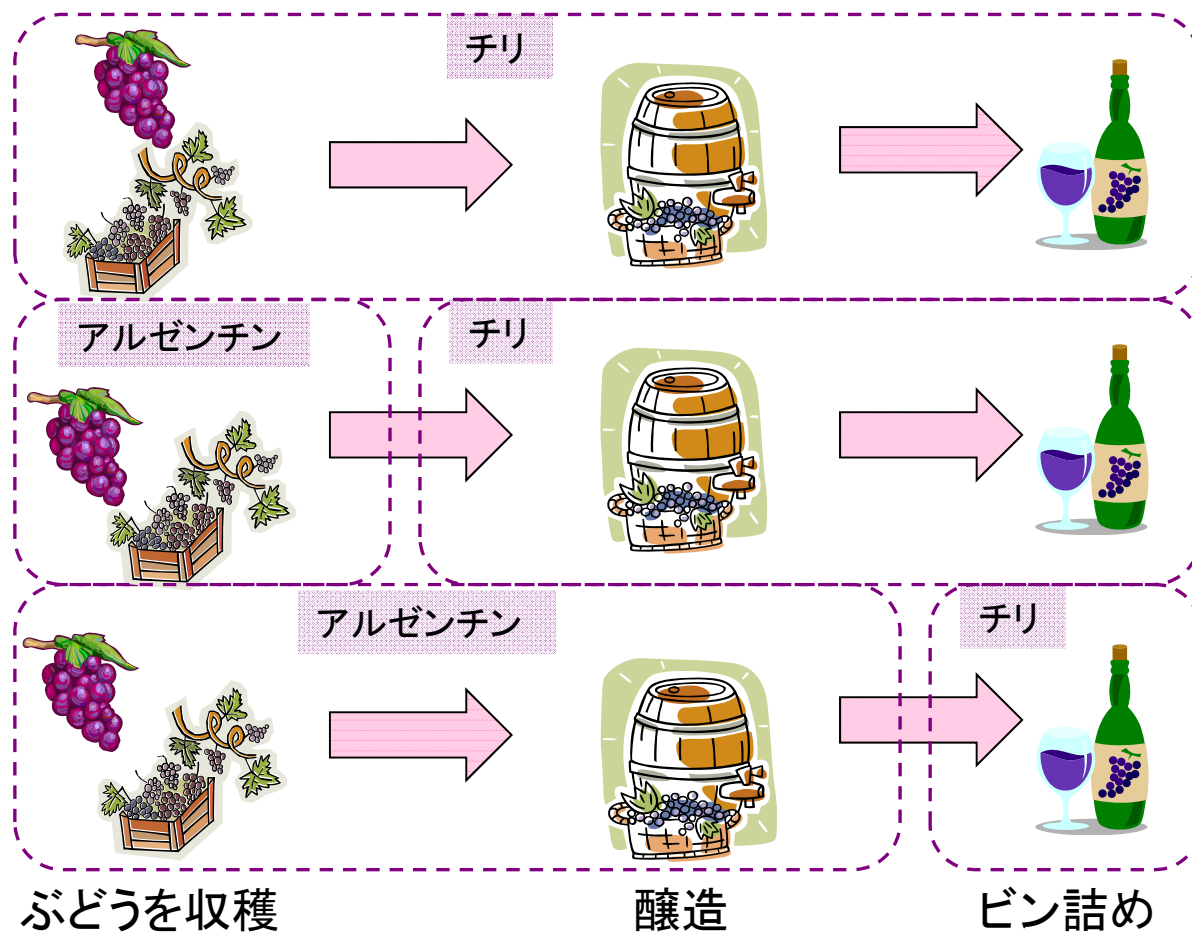 チリ
アルゼンチン
チリ
アルゼンチン
チリ
ぶどうを収穫
醸造
ビン詰め